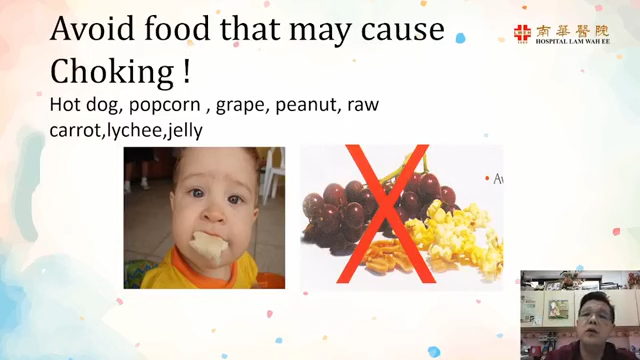 Avoid food that may cause
Choking !
南華醫院
HOSPITAL LAM WAH EE
Hot dog, popcorn , grape, peanut, raw
carrot,lychee,jelly